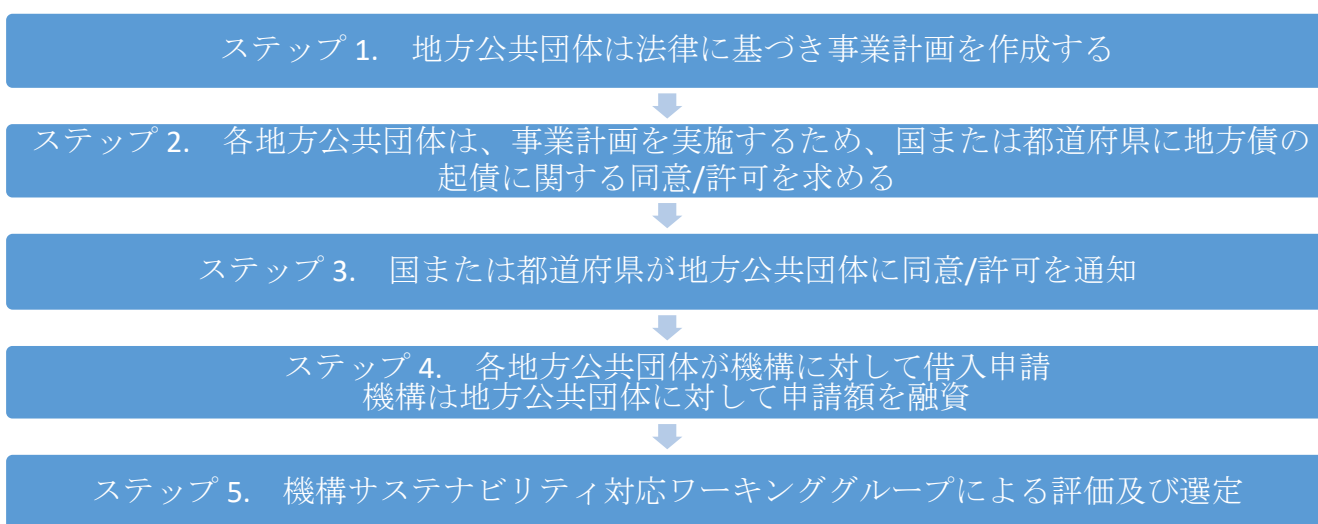 ステップ 1.　地方公共団体は法律に基づき事業計画を作成する
ステップ 2.　各地方公共団体は、事業計画を実施するため、国または都道府県に地方債の
起債に関する同意/許可を求める
ステップ 3.　国または都道府県が地方公共団体に同意/許可を通知
ステップ 4.　各地方公共団体が機構に対して借入申請
機構は地方公共団体に対して申請額を融資
ステップ 5.　機構サステナビリティ対応ワーキンググループによる評価及び選定